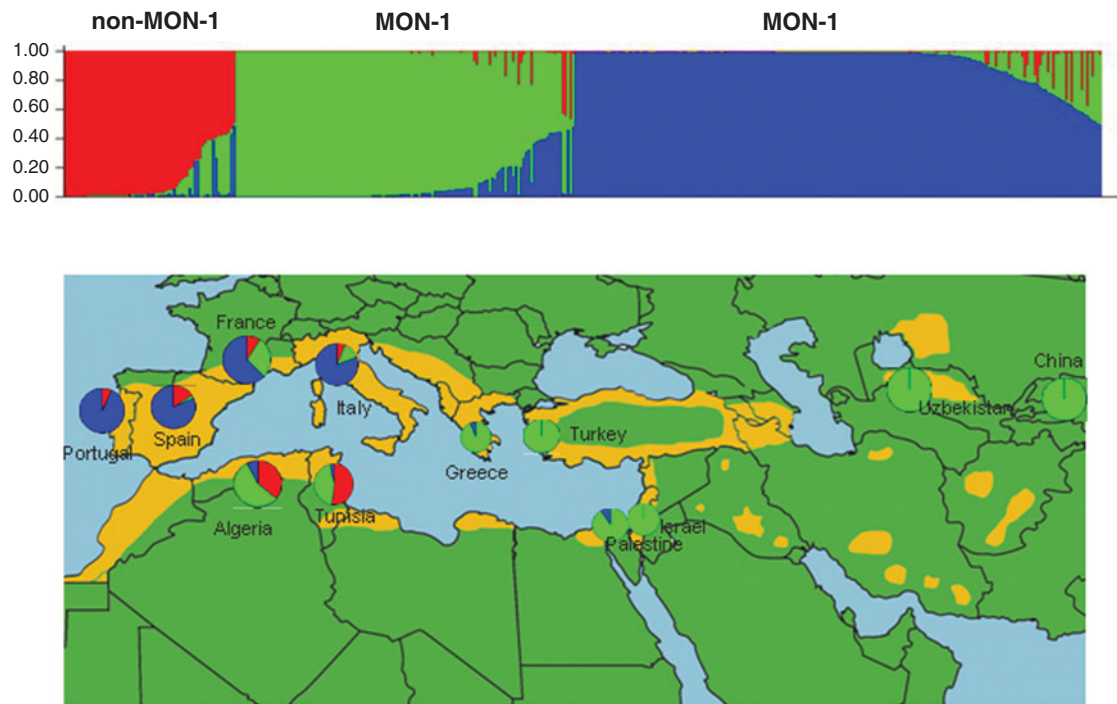 non-MON-1 MON-1 MON-1
1.00
0.80
0.60
0.40
0.20
0.00
France
China
Italy
Uzbekistan
Spain
Turkey
Portugal
Greece
Tunisia
Algeria
Israel
Palestine